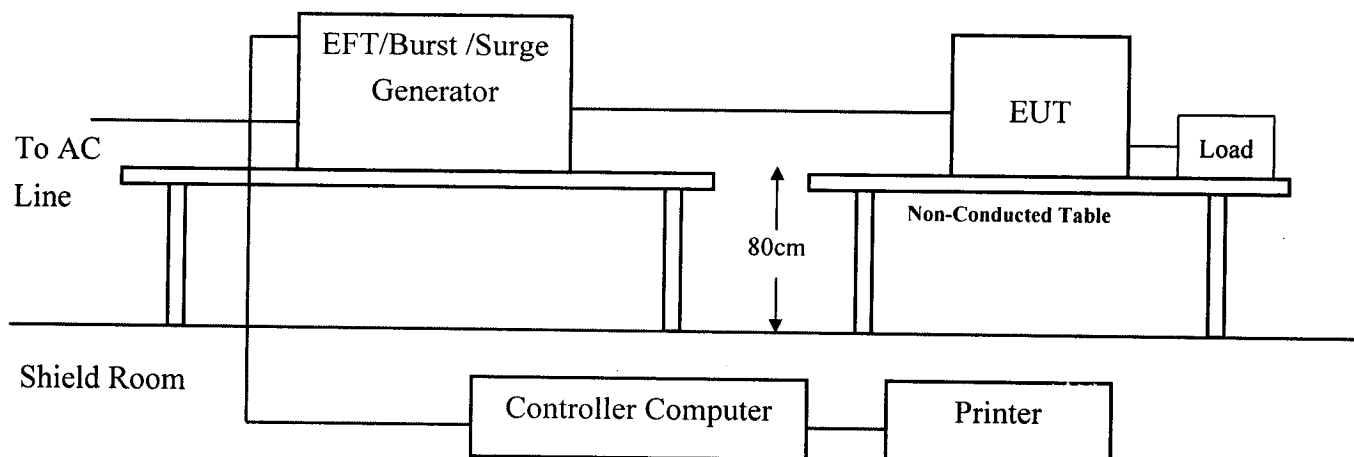 EFT/Burst /Surge
Generator
EUT
To AC
Line
Load
Non-Conducted Table
80cm
Shield Room
Controller Computer
Printer